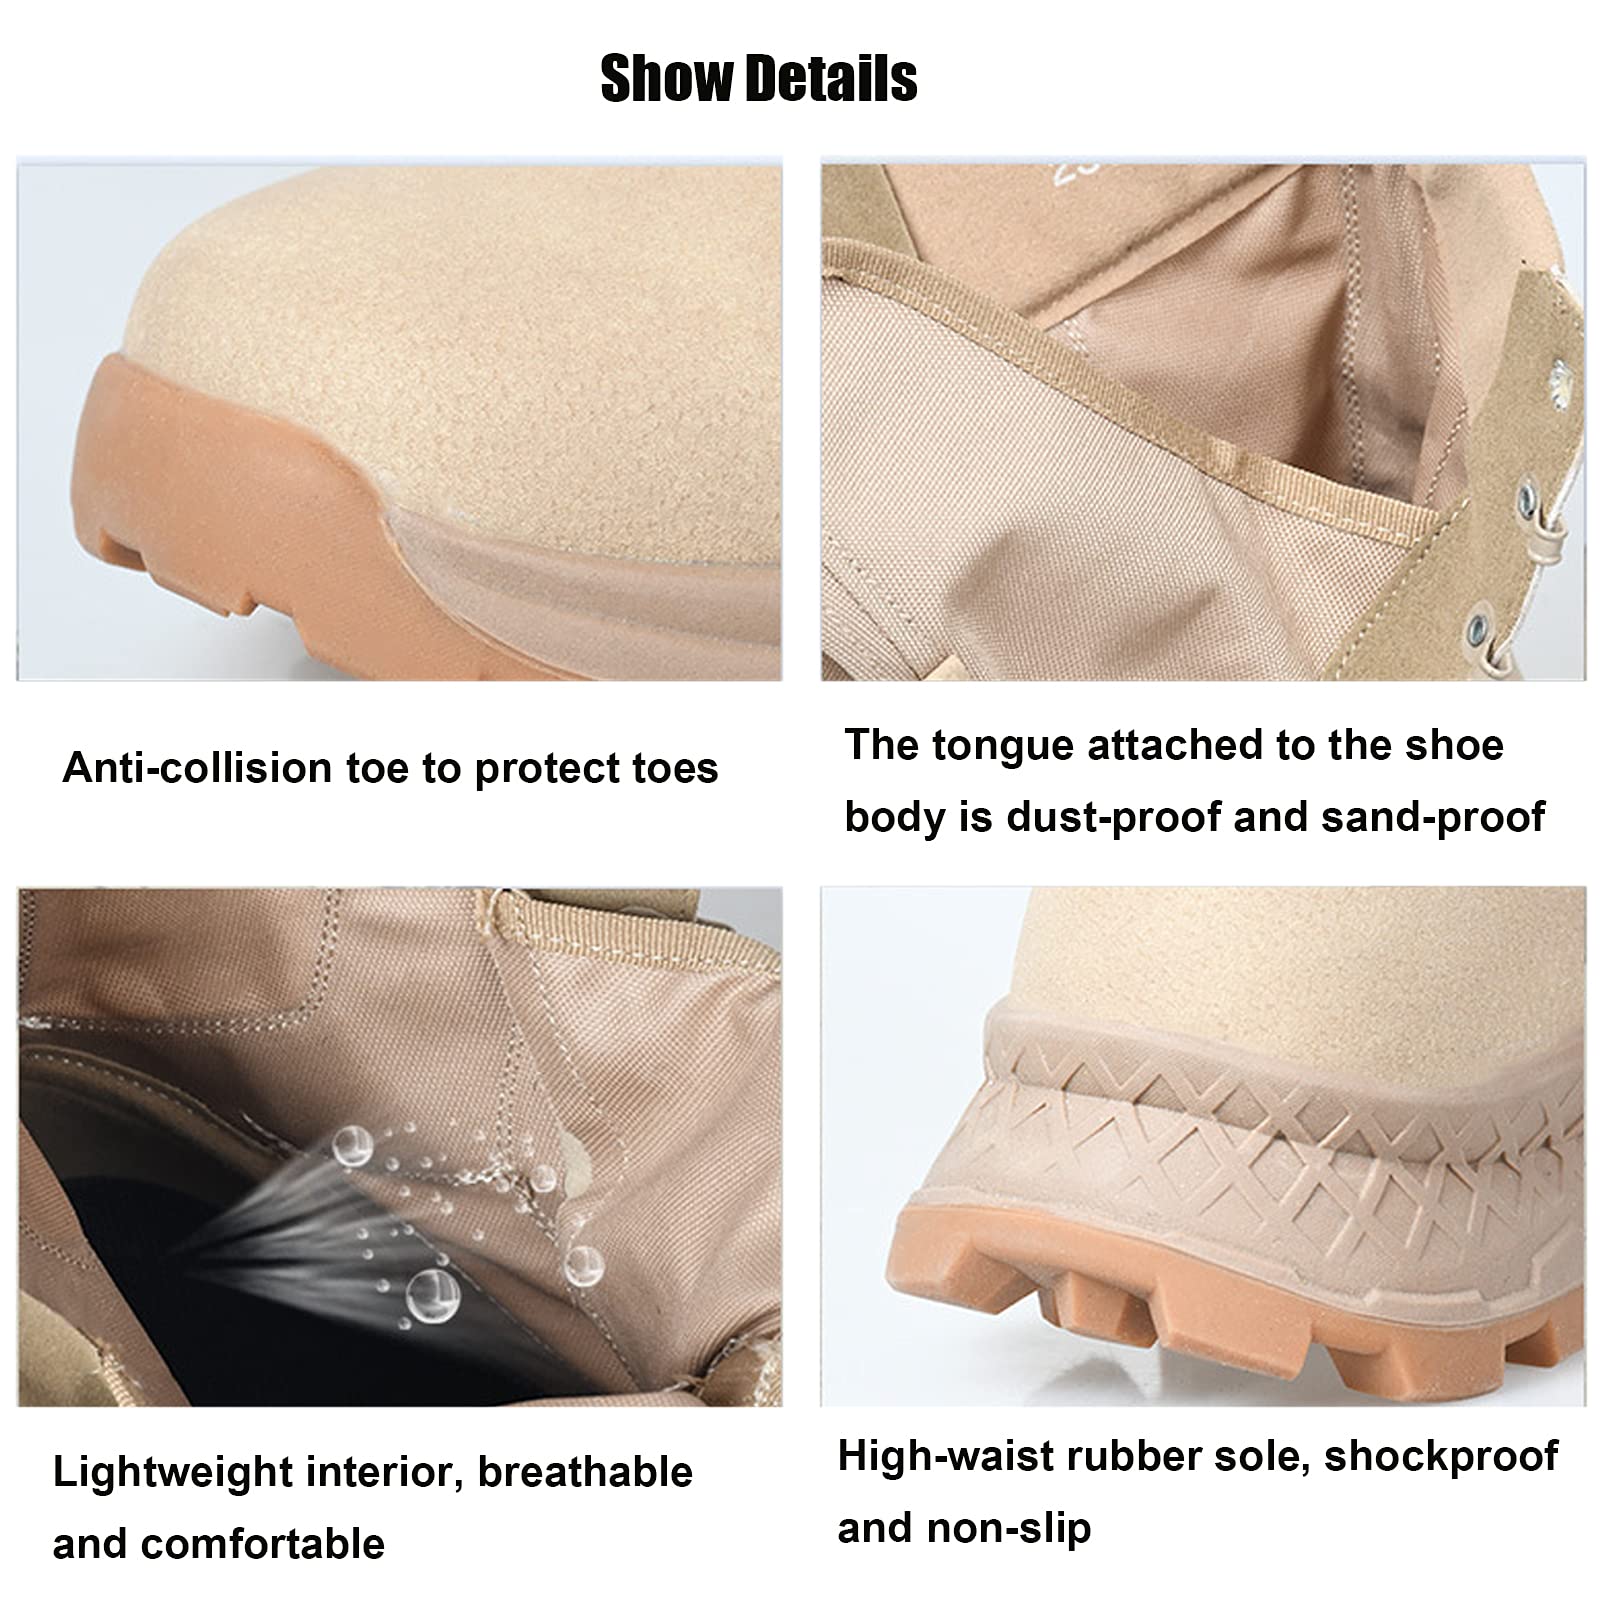 Show Details
Anti-collision toe to protect toes
The tongue attached to the shoe
body is dust-proof and sand-proof
Lightweight interior, breathable
and comfortable
High-waist rubber sole, shockproof
and non-slip